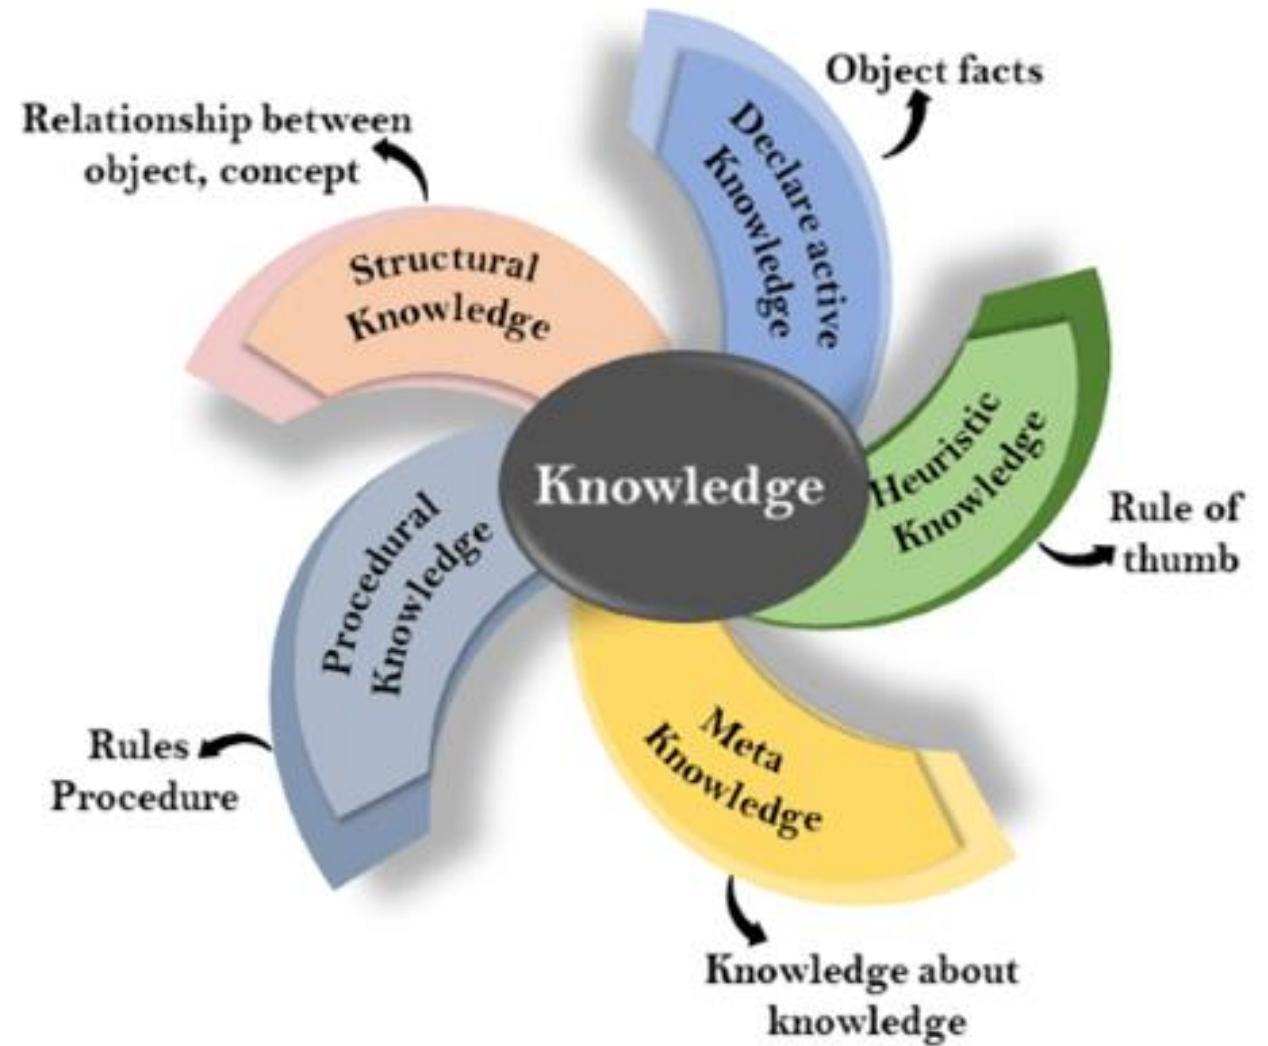 Object facts
Declare active
Knowledge
Relationship between
object, concept
Structural
Knowledge
Heuristic
Knowledge
Rule of
thumb
Knowledge
Procedural
Knowledge
Rules
Procedure
Meta
Knowledge
Knowledge about
knowledge